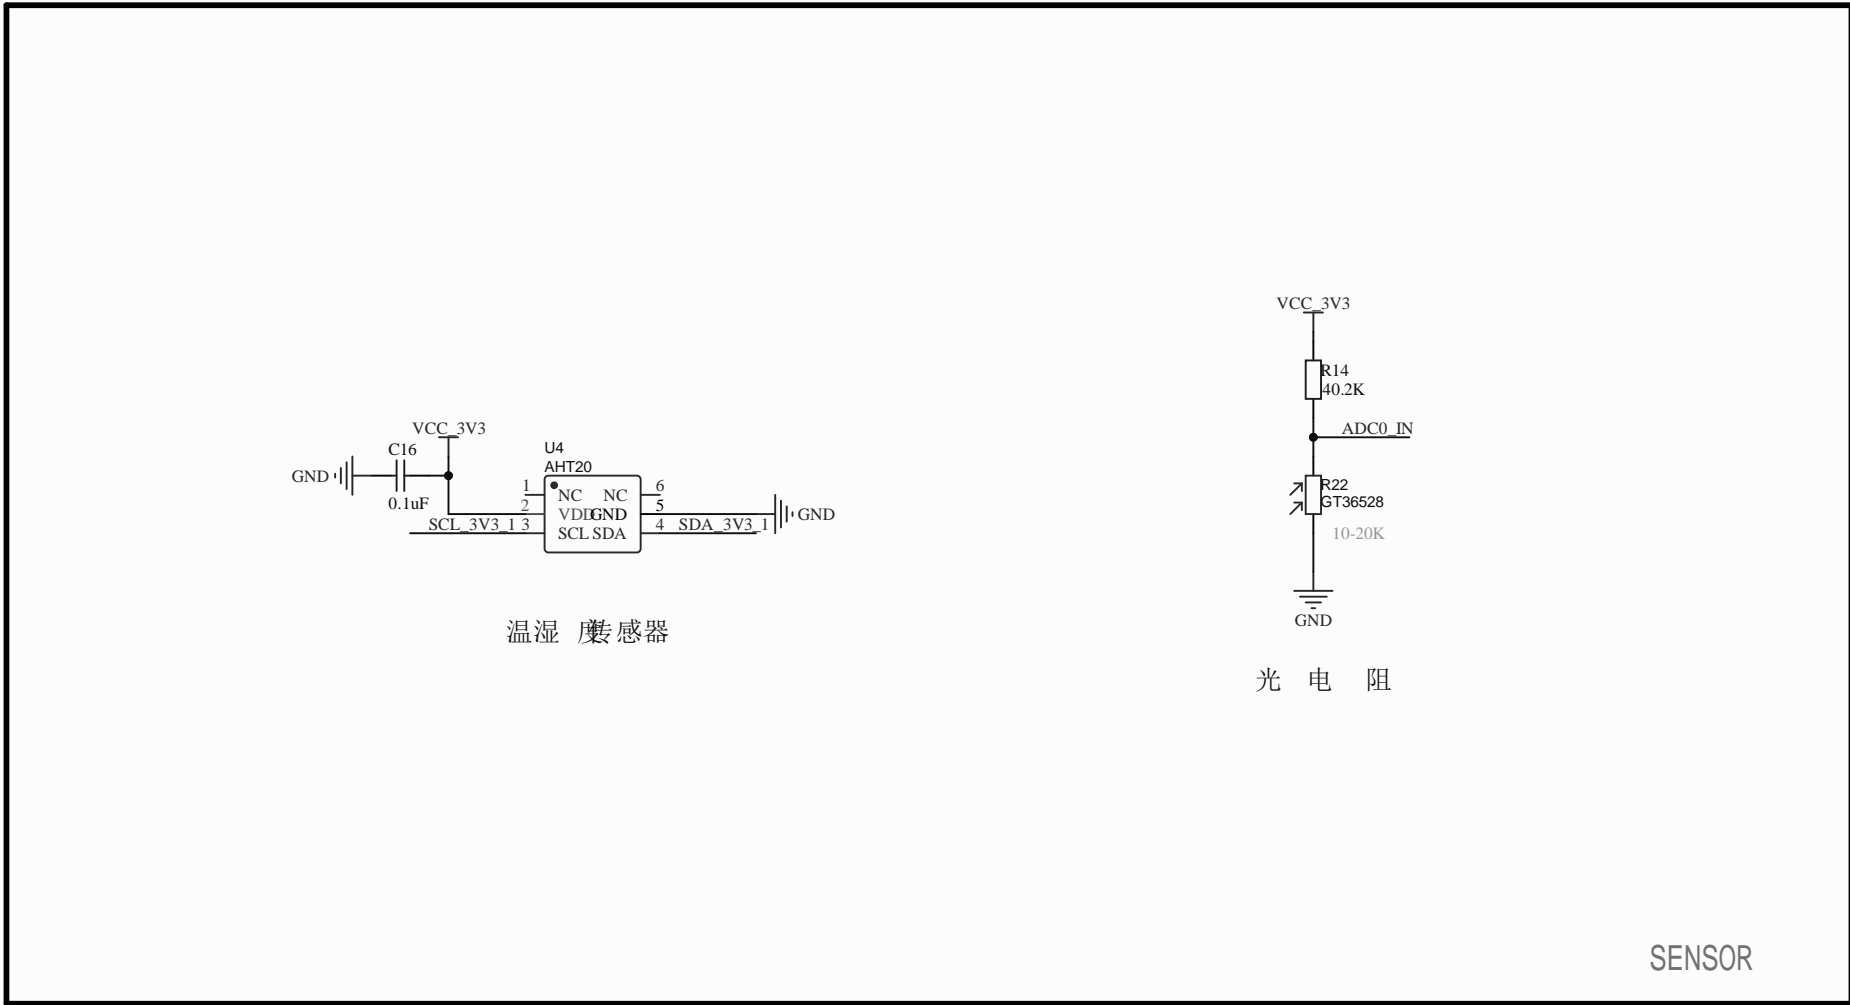 VCC_3V3
C16
GND
0.1uF
SCL_3V3_1
U4
AHT20
1 NC NC 6
2 VDD GND 5
3 SCL SDA 4
SDA_3V3_1
GND
温湿 度传感器
VCC_3V3
R14
40.2K
ADC0_IN
R22
GT36528
10-20K
GND
光 电 阻
SENSOR